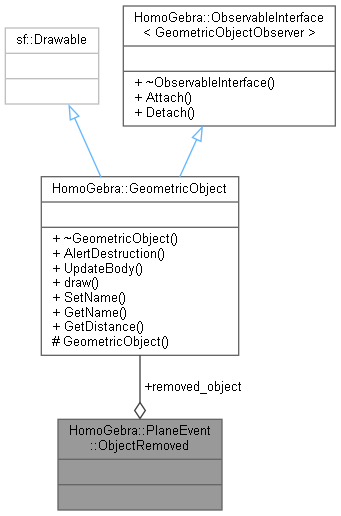 sf::Drawable
HomoGebra::ObservableInterface
< GeometricObjectObserver >
+ ~ObservableInterface()
+ Attach()
+ Detach()
HomoGebra::GeometricObject
+ ~GeometricObject()
+ AlertDestruction()
+ UpdateBody()
+ draw()
+ SetName()
+ GetName()
+ GetDistance()
# GeometricObject()
+removed_object
HomoGebra::PlaneEvent
::ObjectRemoved